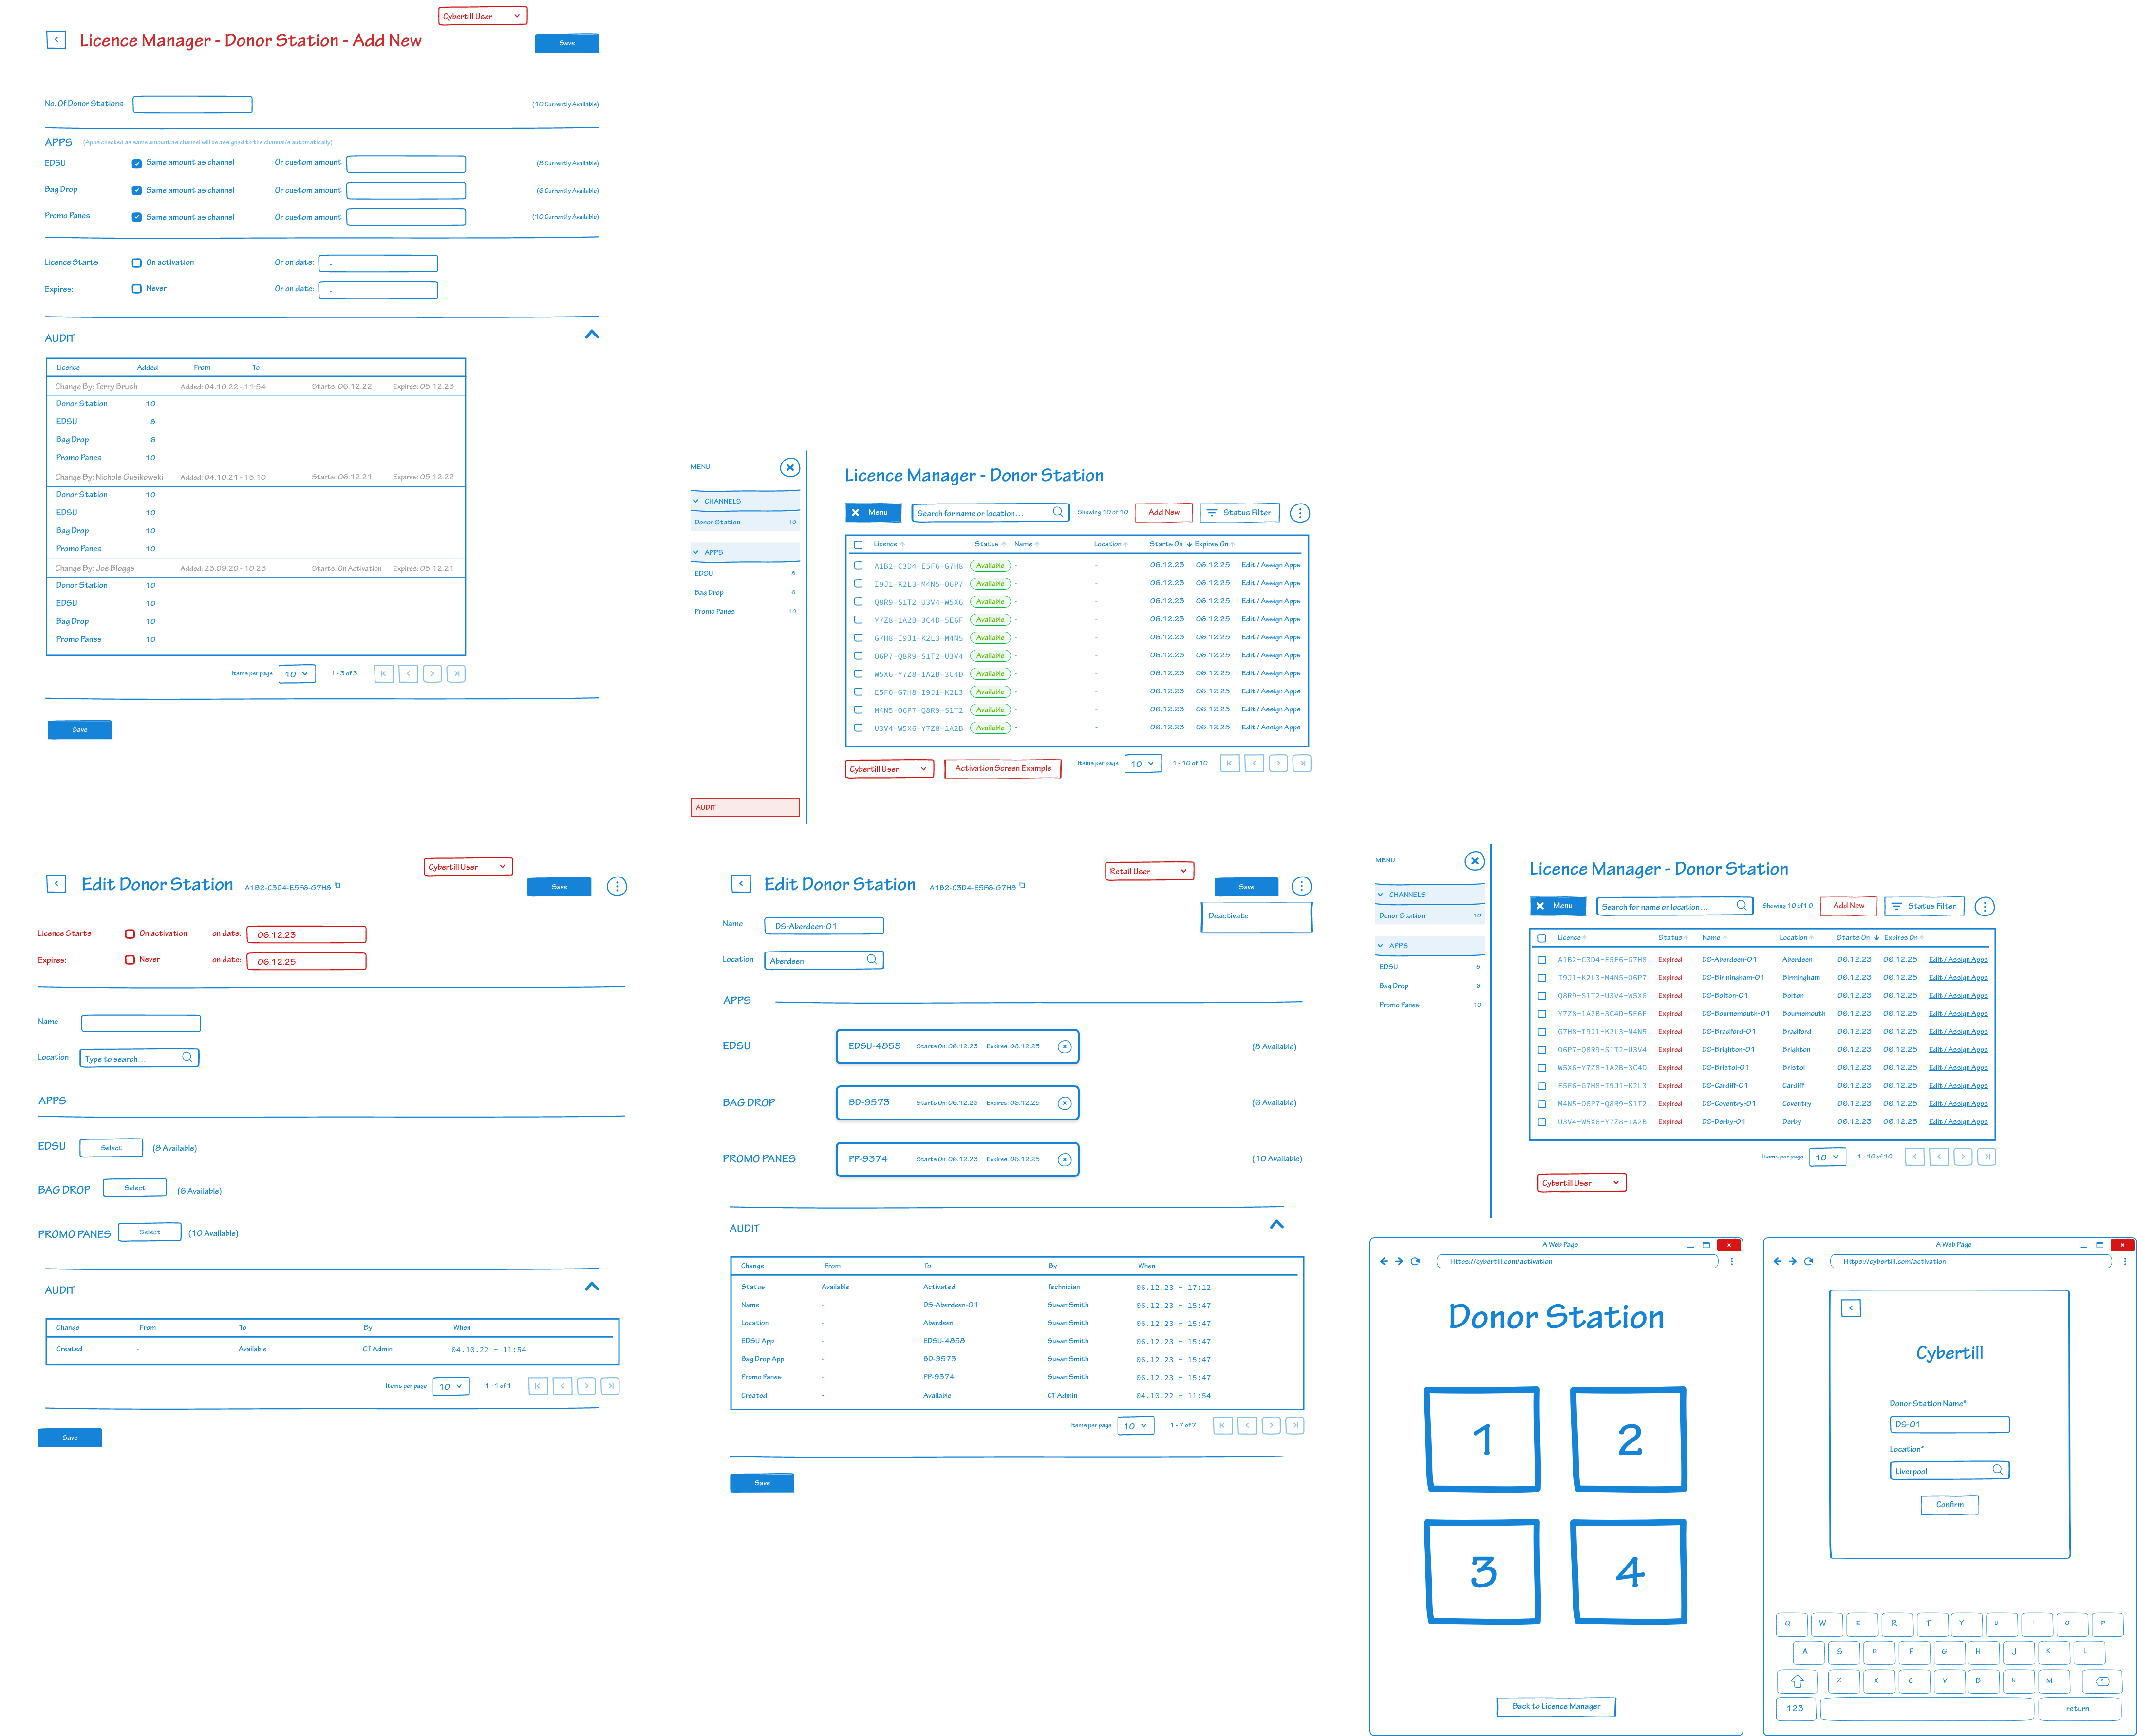 Cybertill User
Licence Manager - Donor Station - Add New
Save
No. Of Donor Stations (10 Currently Available)
APPS (Apps checked as same amount as channel will be assigned to the channel/s automatically)
EDSU Same amount as channel Or custom amount (8 Currently Available)
Bag Drop Same amount as channel Or custom amount (6 Currently Available)
Promo Panes Same amount as channel Or custom amount (10 Currently Available)
Licence Starts On activation Or on date: -
Expires: Never Or on date: -
AUDIT
Licence Added From To
Change By: Terry Brush Added: 04.10.22 - 11:54 Starts: 06.12.22 Expires: 05.12.23
Donor Station 10
EDSU 8
Bag Drop 6
Promo Panes 10
Change By: Nichole Gusikowski Added: 04.10.21 - 15:10 Starts: 06.12.21 Expires: 05.12.22
Donor Station 10
EDSU 10
Bag Drop 10
Promo Panes 10
Change By: Joe Bloggs Added: 23.09.20 - 10:23 Starts: On Activation Expires: 05.12.21
Donor Station 10
EDSU 10
Bag Drop 10
Promo Panes 10
Items per page 10 1 - 3 of 3
Save
MENU
CHANNELS
Donor Station 10
APPS
EDSU 8
Bag Drop 6
Promo Panes 10
AUDIT
Licence Manager - Donor Station
Menu Search for name or location... Showing 10 of 10 Add New Status Filter
Licence Status Name Location Starts On Expires On
A1B2-C3D4-E5F6-G7H8 Available - - 06.12.23 06.12.25 Edit / Assign Apps
I9J1-K2L3-M4N5-O6P7 Available - - 06.12.23 06.12.25 Edit / Assign Apps
Q8R9-S1T2-U3V4-W5X6 Available - - 06.12.23 06.12.25 Edit / Assign Apps
Y7Z8-1A2B-3C4D-5E6F Available - - 06.12.23 06.12.25 Edit / Assign Apps
G7H8-I9J1-K2L3-M4N5 Available - - 06.12.23 06.12.25 Edit / Assign Apps
O6P7-Q8R9-S1T2-U3V4 Available - - 06.12.23 06.12.25 Edit / Assign Apps
W5X6-Y7Z8-1A2B-3C4D Available - - 06.12.23 06.12.25 Edit / Assign Apps
E5F6-G7H8-I9J1-K2L3 Available - - 06.12.23 06.12.25 Edit / Assign Apps
M4N5-O6P7-Q8R9-S1T2 Available - - 06.12.23 06.12.25 Edit / Assign Apps
U3V4-W5X6-Y7Z8-1A2B Available - - 06.12.23 06.12.25 Edit / Assign Apps
Cybertill User Activation Screen Example Items per page 10 1 - 10 of 10
Cybertill User
Edit Donor Station A1B2-C3D4-E5F6-G7H8 Save
Licence Starts On activation on date: 06.12.23
Expires: Never on date: 06.12.25
Name
Location Type to search...
APPS
EDSU Select (8 Available)
BAG DROP Select (6 Available)
PROMO PANES Select (10 Available)
AUDIT
Change From To By When
Created - Available CT Admin 04.10.22 - 11:54
Items per page 10 1 - 1 of 1
Save
Retail User
Edit Donor Station A1B2-C3D4-E5F6-G7H8 Save
Deactivate
Name DS-Aberdeen-01
Location Aberdeen
APPS
EDSU EDSU-4859 Starts On: 06.12.23 Expires: 06.12.25 (8 Available)
BAG DROP BD-9573 Starts On: 06.12.23 Expires: 06.12.25 (6 Available)
PROMO PANES PP-9374 Starts On: 06.12.23 Expires: 06.12.25 (10 Available)
AUDIT
Change From To By When
Status Available Activated Technician 06.12.23 - 17:12
Name - DS-Aberdeen-01 Susan Smith 06.12.23 - 15:47
Location - Aberdeen Susan Smith 06.12.23 - 15:47
EDSU App - EDSU-4858 Susan Smith 06.12.23 - 15:47
Bag Drop App - BD-9573 Susan Smith 06.12.23 - 15:47
Promo Panes - PP-9374 Susan Smith 06.12.23 - 15:47
Created - Available CT Admin 04.10.22 - 11:54
Items per page 10 1 - 7 of 7
Save
MENU
CHANNELS
Donor Station 10
APPS
EDSU 8
Bag Drop 6
Promo Panes 10
Licence Manager - Donor Station
Menu Search for name or location... Showing 10 of 10 Add New Status Filter
Licence Status Name Location Starts On Expires On
A1B2-C3D4-E5F6-G7H8 Expired DS-Aberdeen-01 Aberdeen 06.12.23 06.12.25 Edit / Assign Apps
I9J1-K2L3-M4N5-O6P7 Expired DS-Birmingham-01 Birmingham 06.12.23 06.12.25 Edit / Assign Apps
Q8R9-S1T2-U3V4-W5X6 Expired DS-Bolton-01 Bolton 06.12.23 06.12.25 Edit / Assign Apps
Y7Z8-1A2B-3C4D-5E6F Expired DS-Bournemouth-01 Bournemouth 06.12.23 06.12.25 Edit / Assign Apps
G7H8-I9J1-K2L3-M4N5 Expired DS-Bradford-01 Bradford 06.12.23 06.12.25 Edit / Assign Apps
O6P7-Q8R9-S1T2-U3V4 Expired DS-Brighton-01 Brighton 06.12.23 06.12.25 Edit / Assign Apps
W5X6-Y7Z8-1A2B-3C4D Expired DS-Bristol-01 Bristol 06.12.23 06.12.25 Edit / Assign Apps
E5F6-G7H8-I9J1-K2L3 Expired DS-Cardiff-01 Cardiff 06.12.23 06.12.25 Edit / Assign Apps
M4N5-O6P7-Q8R9-S1T2 Expired DS-Coventry-01 Coventry 06.12.23 06.12.25 Edit / Assign Apps
U3V4-W5X6-Y7Z8-1A2B Expired DS-Derby-01 Derby 06.12.23 06.12.25 Edit / Assign Apps
Items per page 10 1 - 10 of 10
Cybertill User
A Web Page
Https://cybertill.com/activation
Donor Station
1 2
3 4
Back to Licence Manager
A Web Page
Https://cybertill.com/activation
Cybertill
Donor Station Name*
DS-01
Location*
Liverpool
Confirm
Q W E R T Y U I O P
A S D F G H J K L
Z X C V B N M
123 return